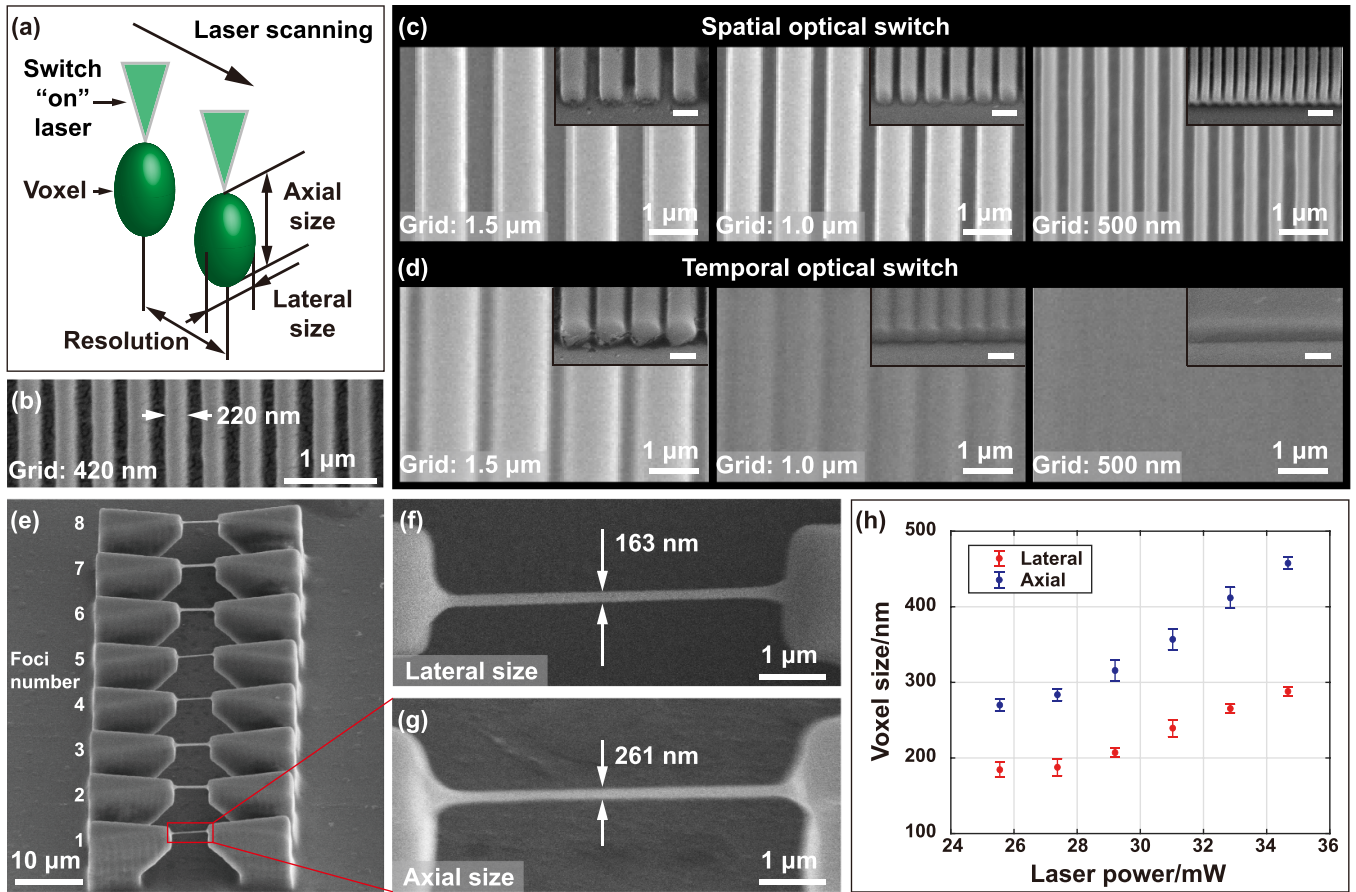 (a)
Laser scanning
Switch
“on”
laser
Voxel
Axial
size
Lateral
size
Resolution
(b)
220 nm
1 μm
Grid: 420 nm
(c)
Spatial optical switch
Grid: 1.5 μm
1 μm
Grid: 1.0 μm
1 μm
Grid: 500 nm
1 μm
(d)
Temporal optical switch
Grid: 1.5 μm
1 μm
Grid: 1.0 μm
1 μm
Grid: 500 nm
1 μm
(e)
8
7
6
Foci
number
5
4
3
2
1
10 μm
(f)
163 nm
1 μm
Lateral size
(g)
261 nm
1 μm
Axial size
(h)
500
400
300
200
100
Voxel size/nm
Lateral
Axial
24 26 28 30 32 34 36
Laser power/mW